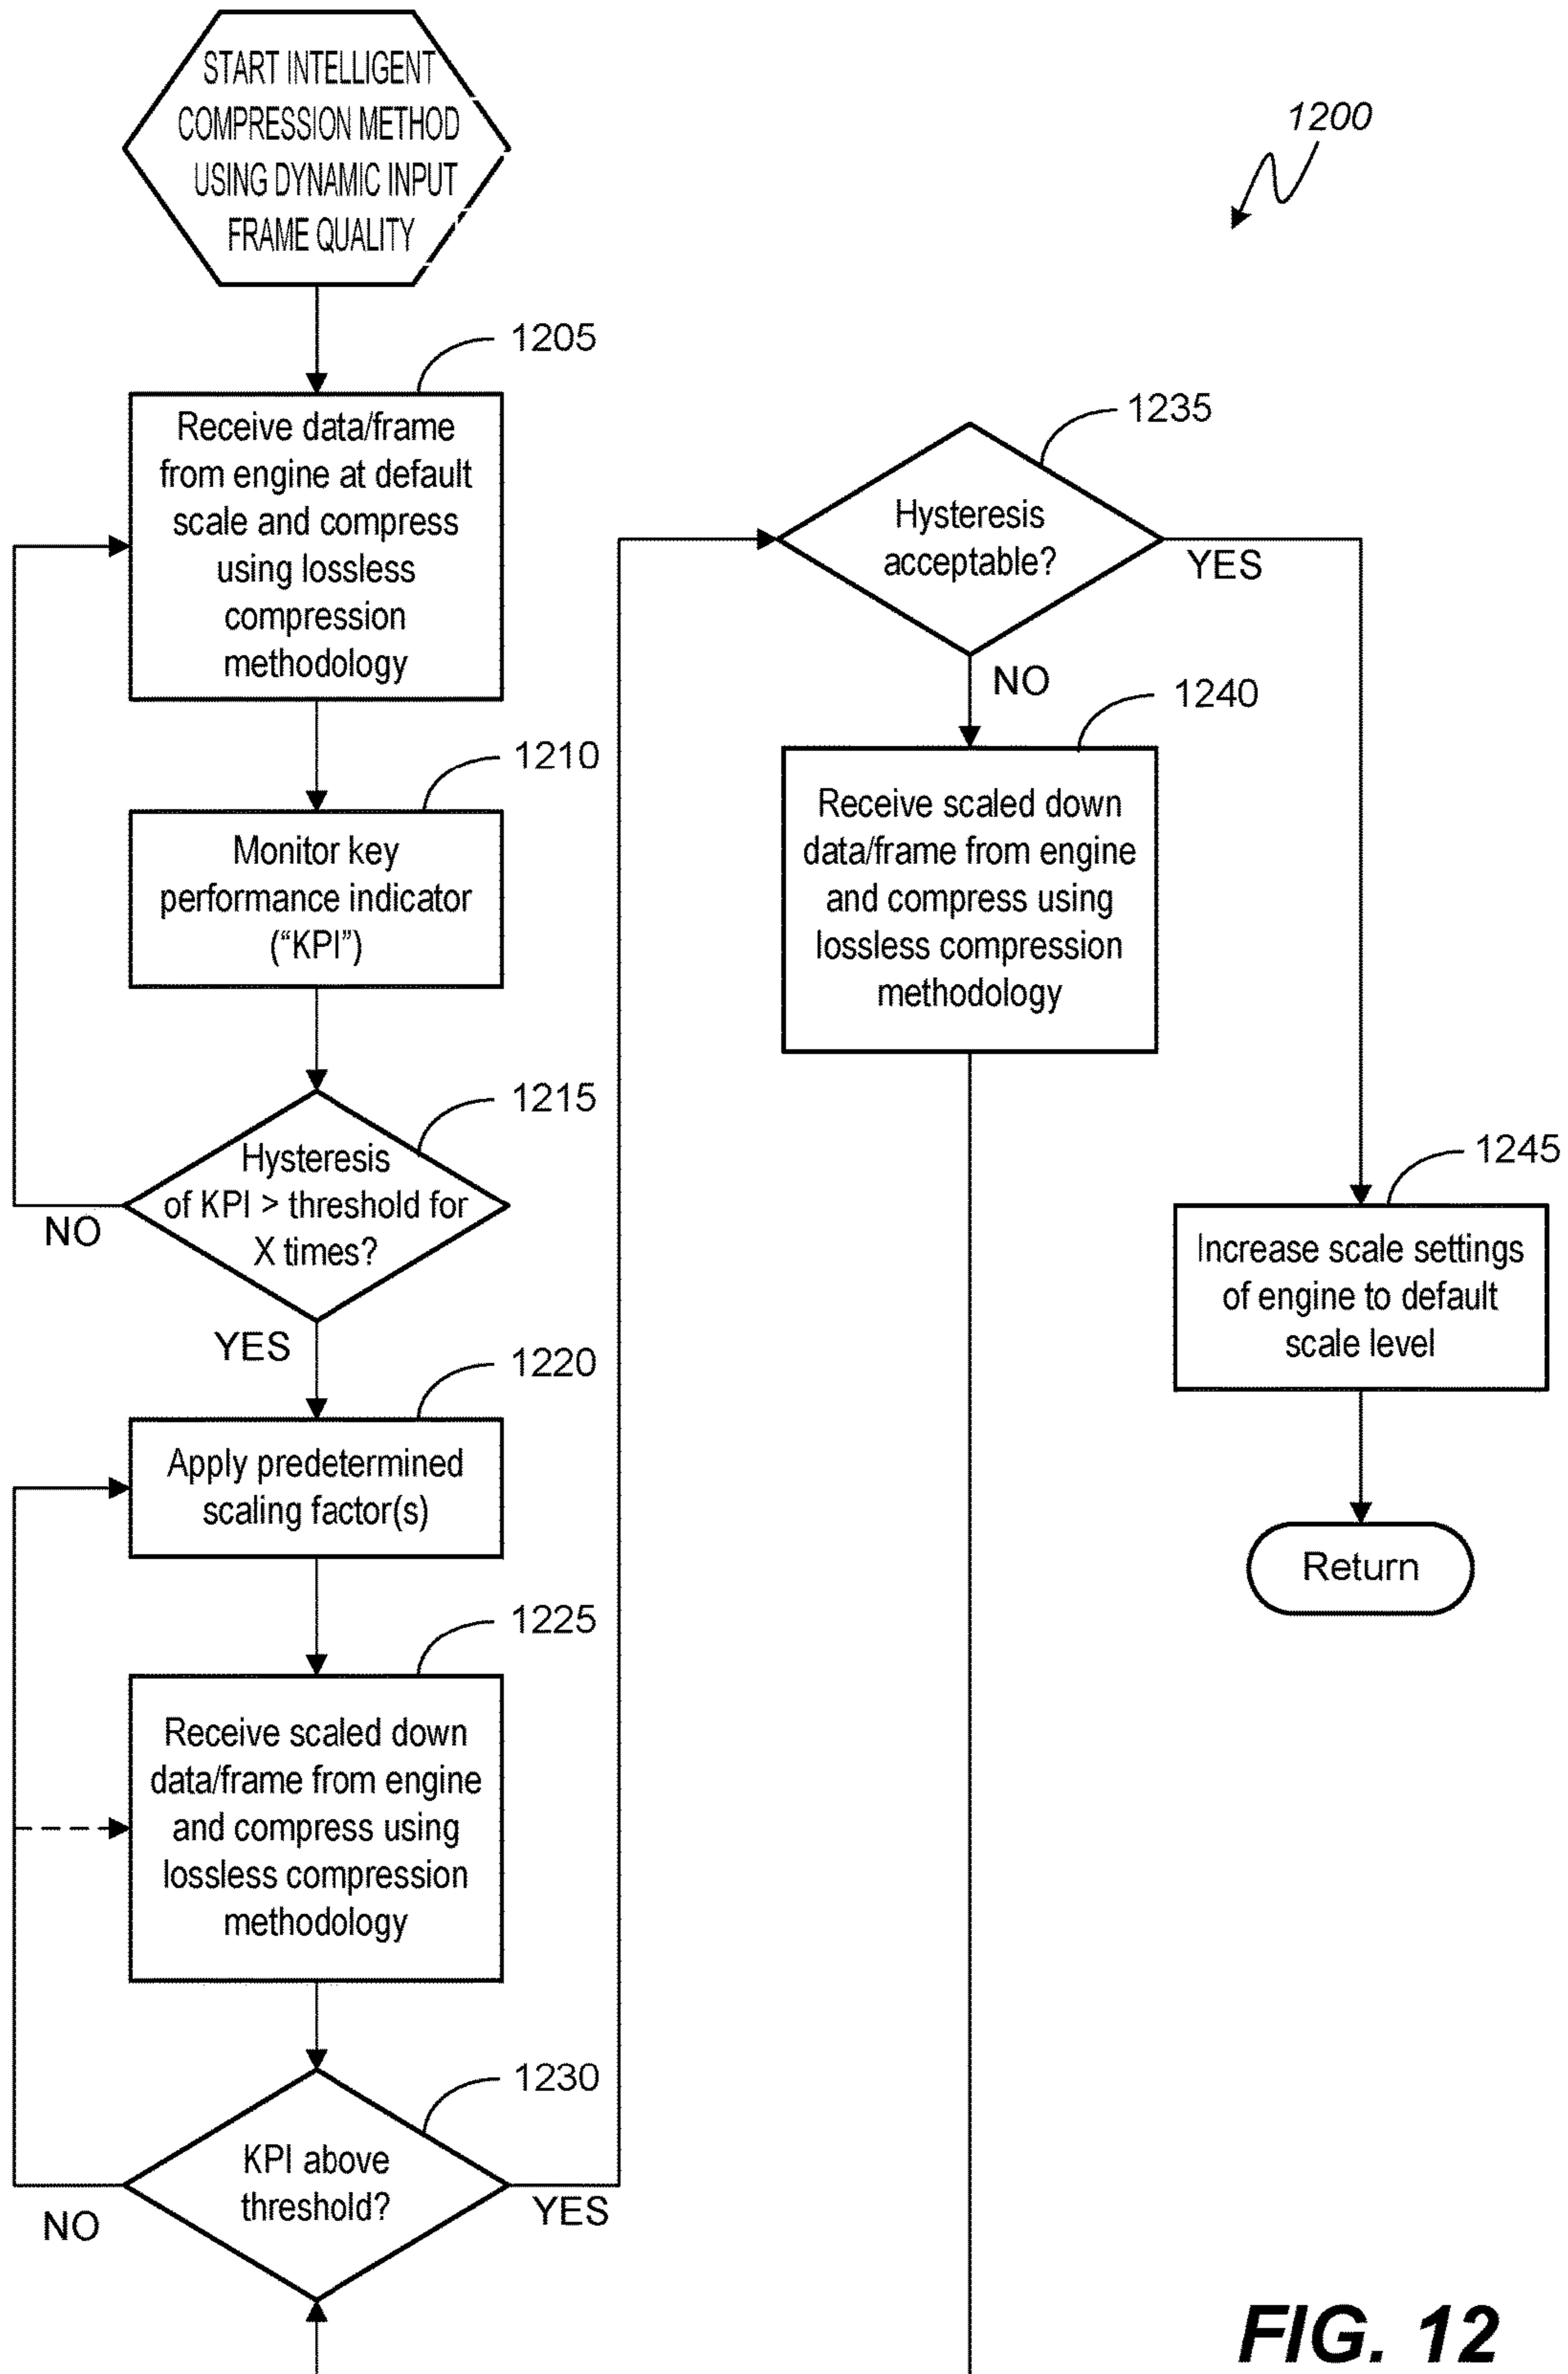 START INTELLIGENT
COMPRESSION METHOD
USING DYNAMIC INPUT
FRAME QUALITY
1200
1205
Receive data/frame
from engine at default
scale and compress
using lossless
compression
methodology
1210
Monitor key
performance indicator
(“KPI”)
1215
Hysteresis
of KPI > threshold for
X times?
NO
YES
1220
Apply predetermined
scaling factor(s)
1225
Receive scaled down
data/frame from engine
and compress using
lossless compression
methodology
1230
KPI above
threshold?
NO
YES
1235
Hysteresis
acceptable?
YES
NO
1240
Receive scaled down
data/frame from engine
and compress using
lossless compression
methodology
1245
Increase scale settings
of engine to default
scale level
Return
FIG. 12